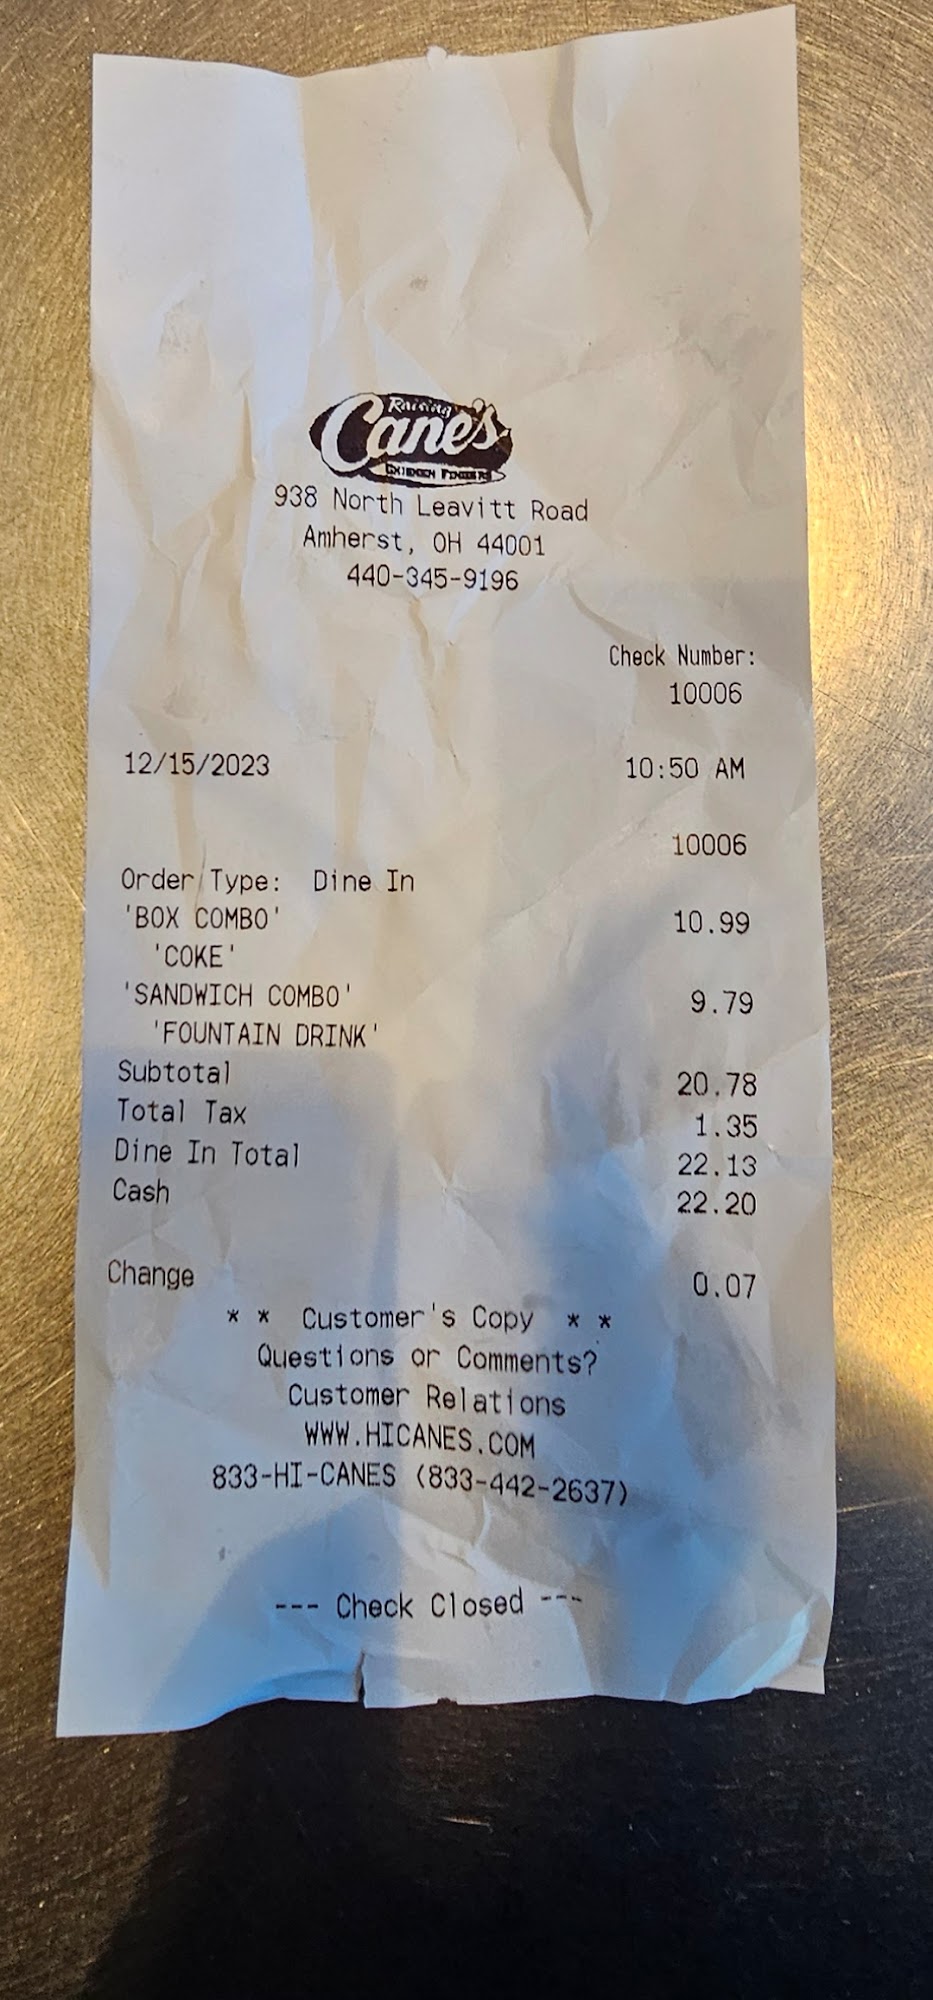 Raising
Cane's
CHICKEN FINGERS
938 North Leavitt Road
Amherst, OH 44001
440-345-9196
Check Number:
10006
12/15/2023 10:50 AM
10006
Order Type: Dine In
'BOX COMBO' 10.99
'COKE'
'SANDWICH COMBO' 9.79
'FOUNTAIN DRINK'
Subtotal 20.78
Total Tax 1.35
Dine In Total 22.13
Cash 22.20
Change 0.07
* * Customer's Copy * *
Questions or Comments?
Customer Relations
WWW.HICANES.COM
833-HI-CANES (833-442-2637)
--- Check Closed ---